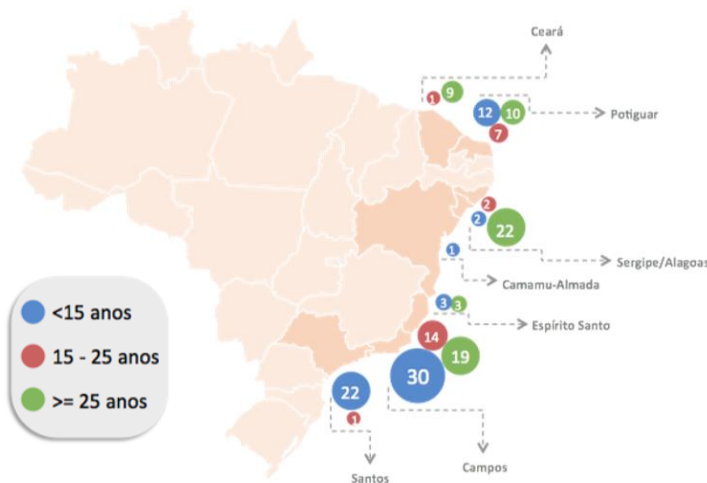 Ceará
1
9
12
10
7
Potiguar
2
2
22
Sergipe/Alagoas
1
Camamu-Almada
3
3
Espírito Santo
14
19
30
Campos
22
1
Santos
<15 anos
15 - 25 anos
>= 25 anos